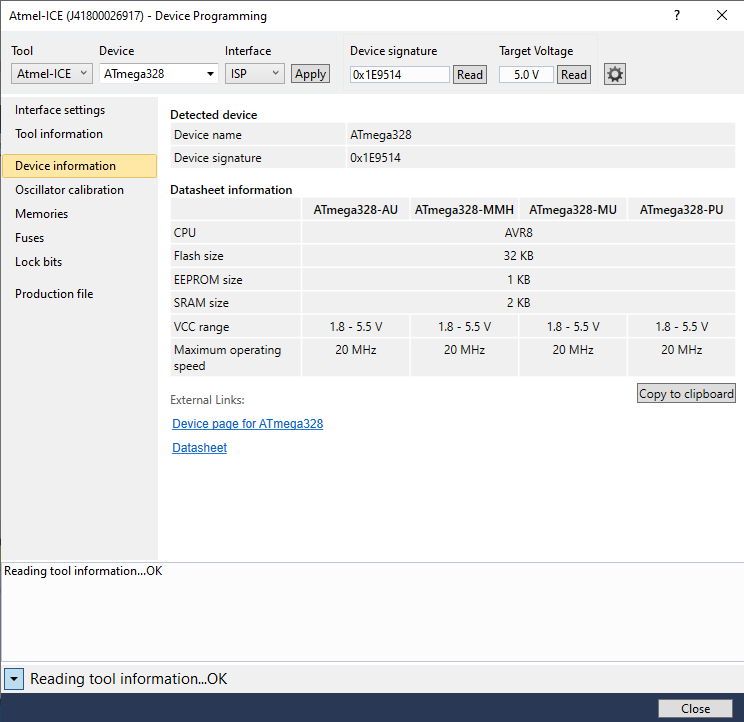 Atmel-ICE (J41800026917) - Device Programming
Tool Device Interface Device signature Target Voltage
Atmel-ICE ATmega328 ISP Apply 0x1E9514 Read 5.0 V Read
Interface settings
Tool information
Device information
Oscillator calibration
Memories
Fuses
Lock bits
Production file
Detected device
Device name ATmega328
Device signature 0x1E9514
Datasheet information
ATmega328-AU ATmega328-MMH ATmega328-MU ATmega328-PU
CPU AVR8
Flash size 32 KB
EEPROM size 1 KB
SRAM size 2 KB
VCC range 1.8 - 5.5 V 1.8 - 5.5 V 1.8 - 5.5 V 1.8 - 5.5 V
Maximum operating 20 MHz 20 MHz 20 MHz 20 MHz
speed
Copy to clipboard
External Links:
Device page for ATmega328
Datasheet
Reading tool information...OK
Reading tool information...OK
Close